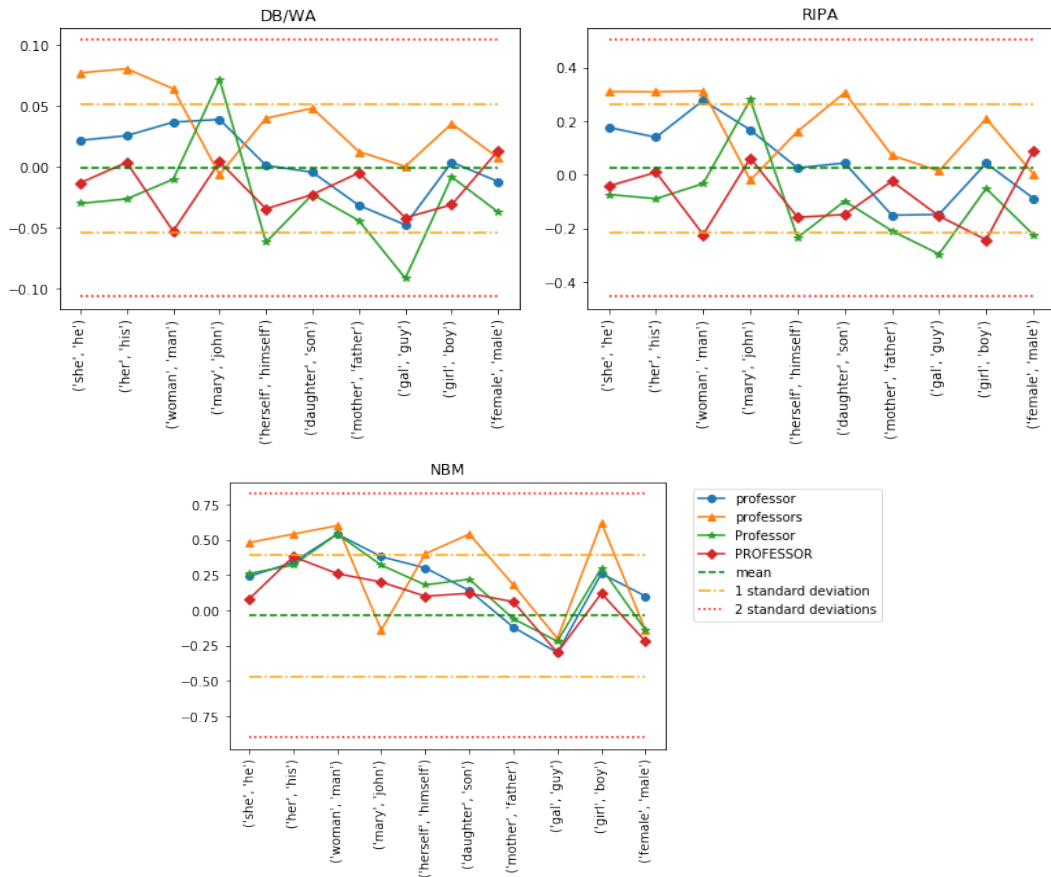 DB/WA
0.10
0.05
0.00
−0.05
−0.10
('she', 'he')
('her', 'his')
('woman', 'man')
('mary', 'john')
('herself', 'himself')
('daughter', 'son')
('mother', 'father')
('gal', 'guy')
('girl', 'boy')
('female', 'male')
RIPA
0.4
0.2
0.0
−0.2
−0.4
('she', 'he')
('her', 'his')
('woman', 'man')
('mary', 'john')
('herself', 'himself')
('daughter', 'son')
('mother', 'father')
('gal', 'guy')
('girl', 'boy')
('female', 'male')
NBM
0.75
0.50
0.25
0.00
−0.25
−0.50
−0.75
('she', 'he')
('her', 'his')
('woman', 'man')
('mary', 'john')
('herself', 'himself')
('daughter', 'son')
('mother', 'father')
('gal', 'guy')
('girl', 'boy')
('female', 'male')
professor
professors
Professor
PROFESSOR
mean
1 standard deviation
2 standard deviations